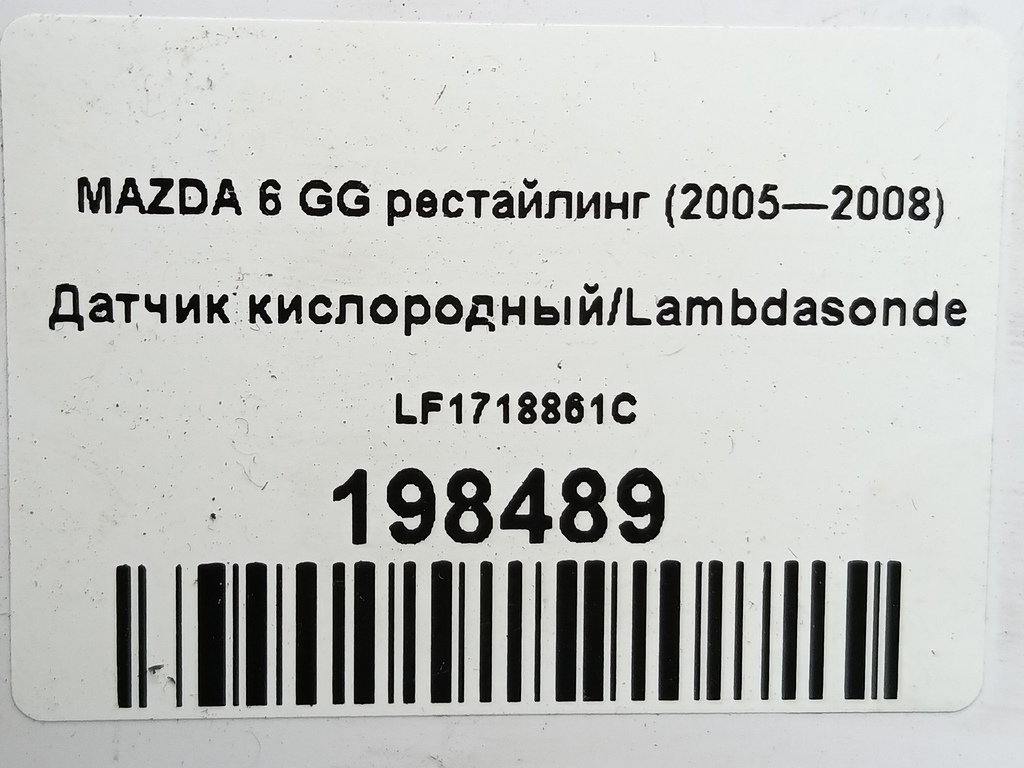 MAZDA 6 GG рестайлинг (2005—2008)
Датчик кислородный/Lambdasonde
LF1718861C
198489